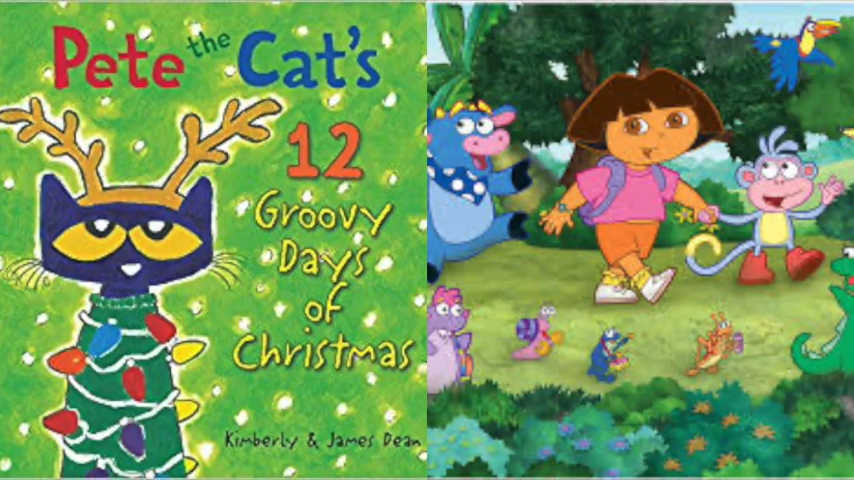 Pete the Cat's
12
Groovy
Days
of
Christmas
Kimberly & James Dean